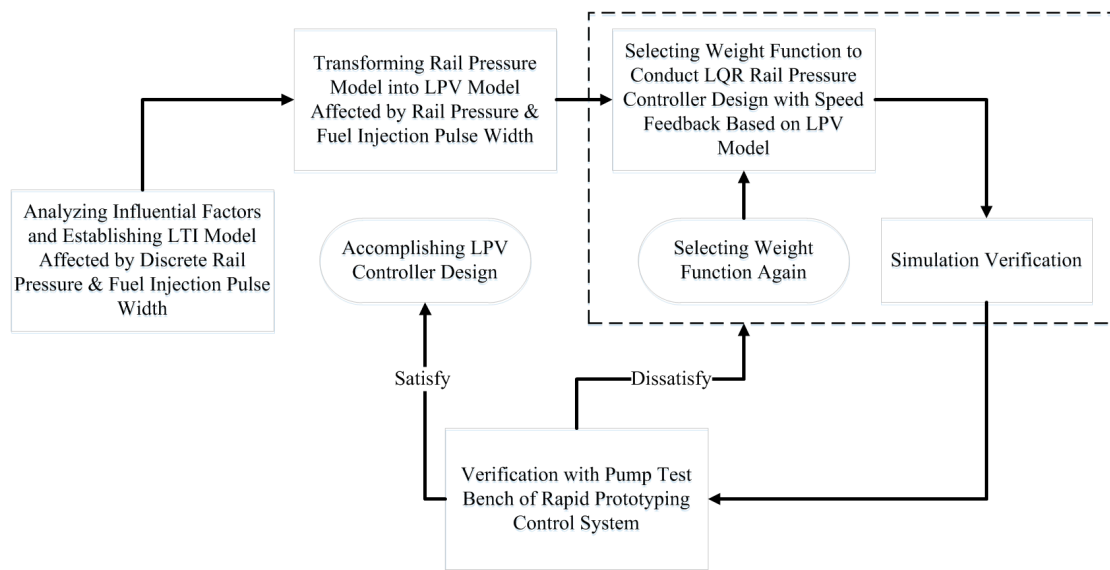 Transforming Rail Pressure
Model into LPV Model
Affected by Rail Pressure &
Fuel Injection Pulse Width
Selecting Weight Function to
Conduct LQR Rail Pressure
Controller Design with Speed
Feedback Based on LPV
Model
Analyzing Influential Factors
and Establishing LTI Model
Affected by Discrete Rail
Pressure & Fuel Injection Pulse
Width
Accomplishing LPV
Controller Design
Selecting Weight
Function Again
Simulation Verification
Satisfy
Dissatisfy
Verification with Pump Test
Bench of Rapid Prototyping
Control System